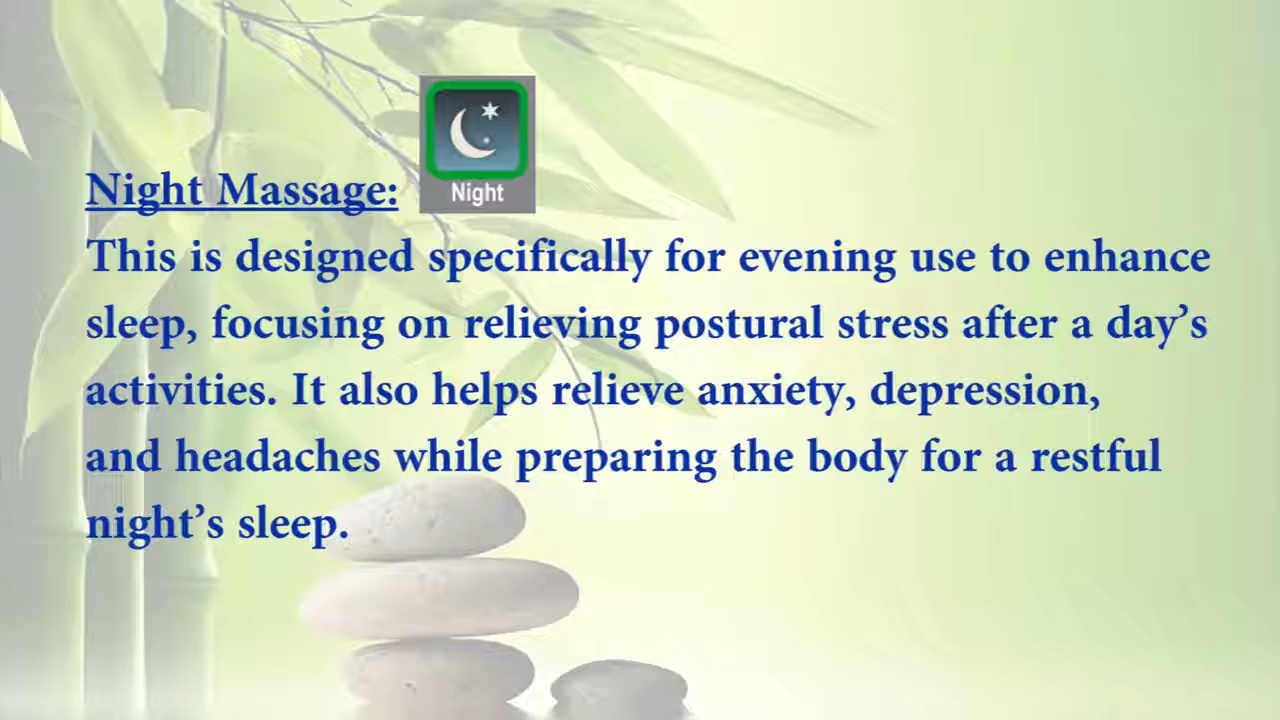 Night
Night Massage:
This is designed specifically for evening use to enhance
sleep, focusing on relieving postural stress after a day’s
activities. It also helps relieve anxiety, depression,
and headaches while preparing the body for a restful
night’s sleep.